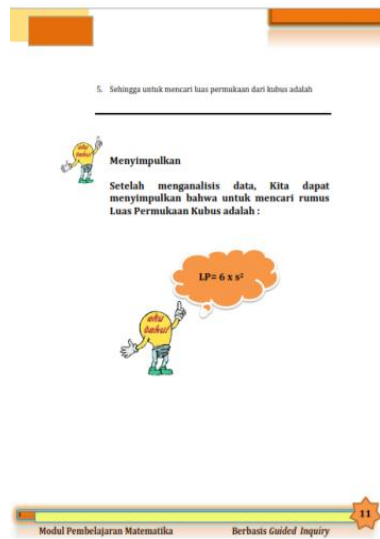 5. Sehingga untuk mencari luas permukaan dari kubus adalah
Menyimpulkan
Setelah menganalisis data, Kita dapat
menyimpulkan bahwa untuk mencari rumus
Luas Permukaan Kubus adalah :
LP= 6 x s²
11
Modul Pembelajaran Matematika Berbasis Guided Inquiry